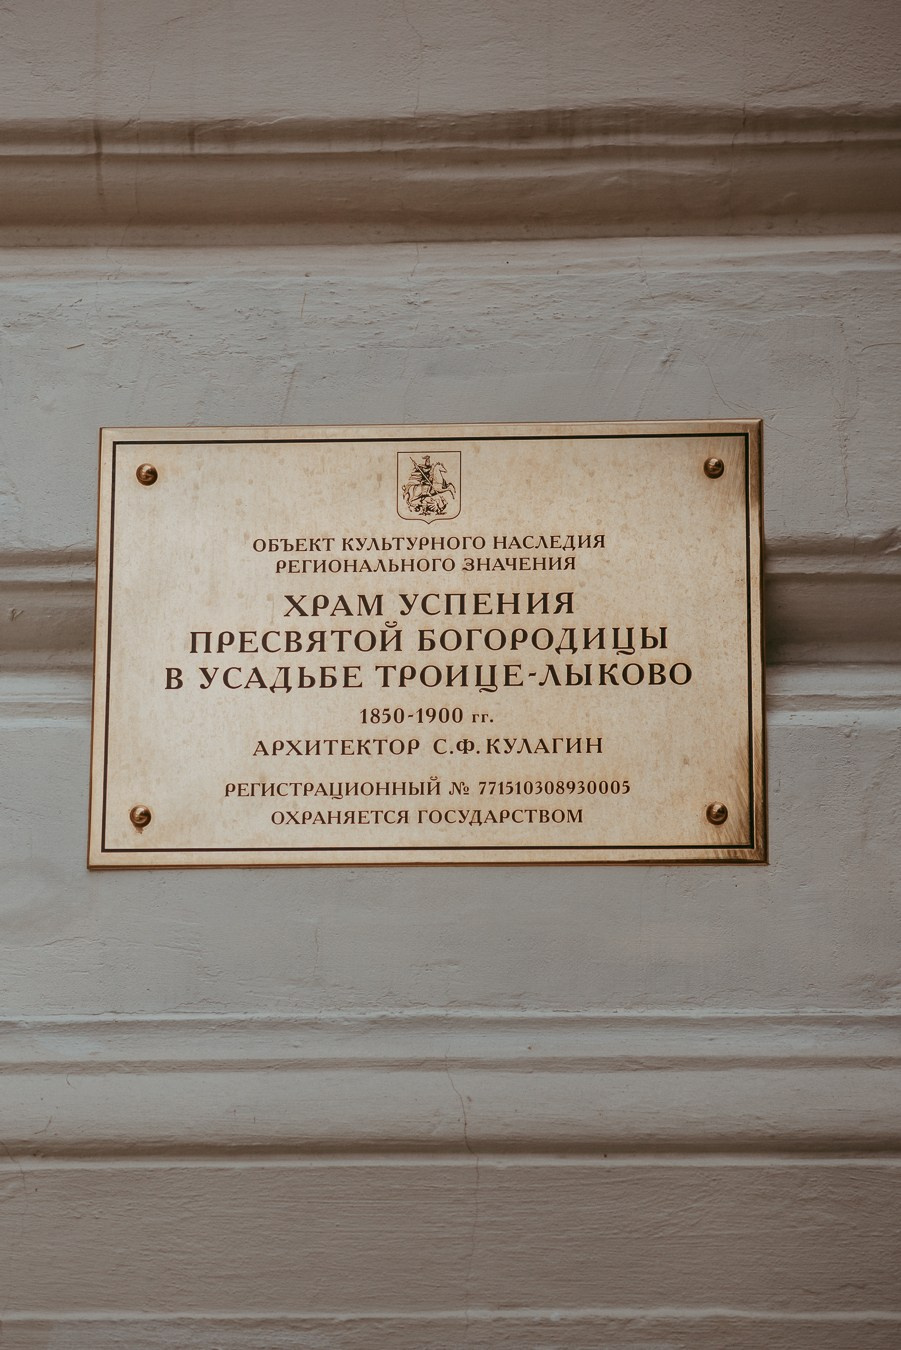 ОБЪЕКТ КУЛЬТУРНОГО НАСЛЕДИЯ
РЕГИОНАЛЬНОГО ЗНАЧЕНИЯ
ХРАМ УСПЕНИЯ
ПРЕСВЯТОЙ БОГОРОДИЦЫ
В УСАДЬБЕ ТРОИЦЕ-ЛЫКОВО
1850-1900 гг.
АРХИТЕКТОР С.Ф. КУЛАГИН
РЕГИСТРАЦИОННЫЙ № 771510308930005
ОХРАНЯЕТСЯ ГОСУДАРСТВОМ